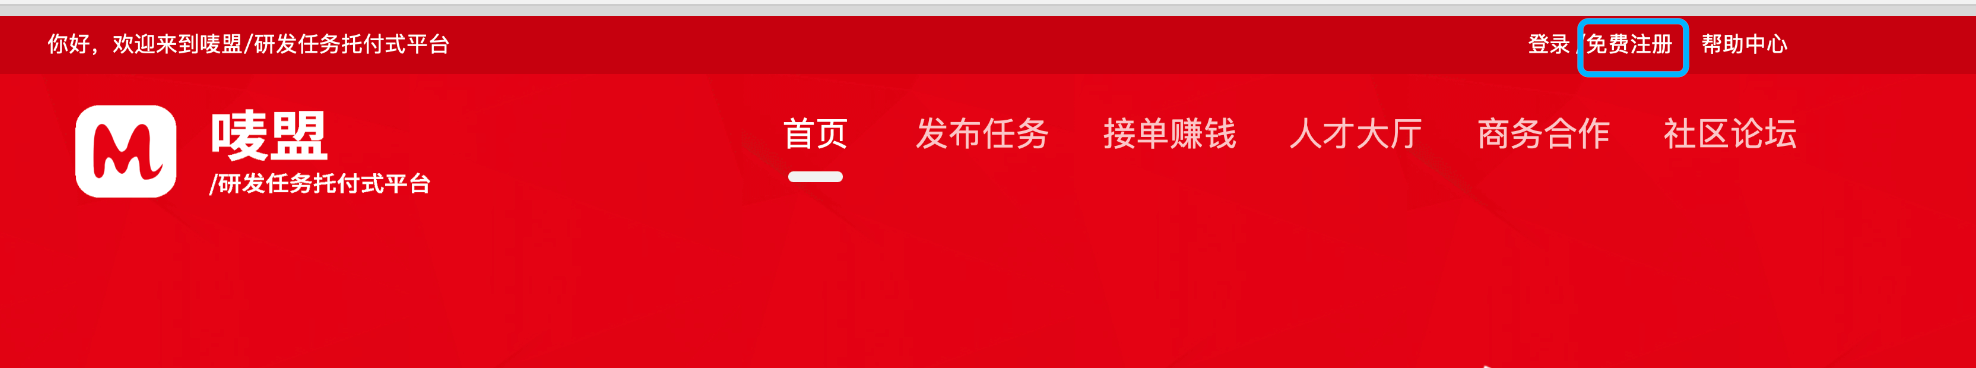 你好，欢迎来到唛盟/研发任务托付式平台
登录 /免费注册 帮助中心
唛盟
/研发任务托付式平台
首页 发布任务 接单赚钱 人才大厅 商务合作 社区论坛